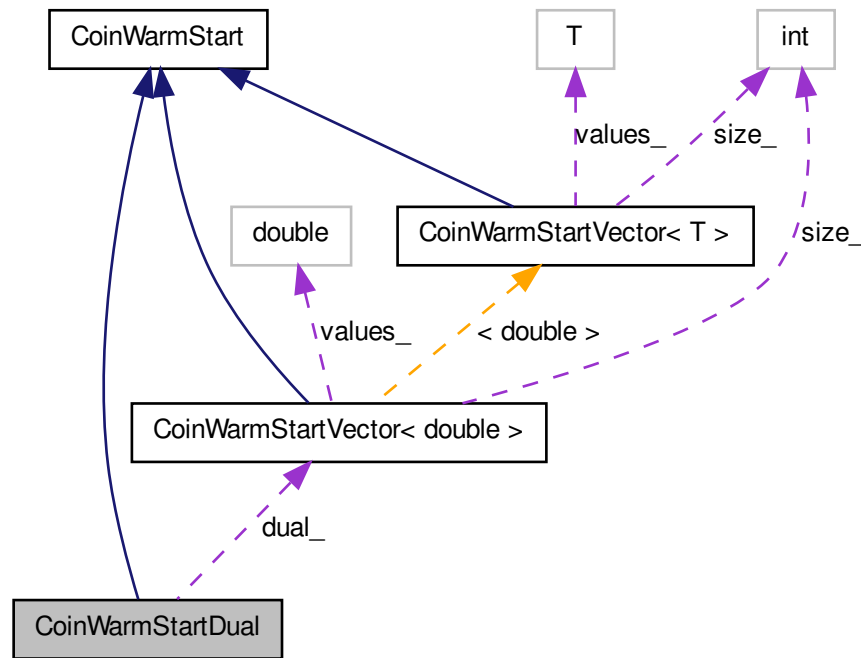 CoinWarmStart
T
int
values_
size_
double
CoinWarmStartVector< T >
size_
values_
< double >
CoinWarmStartVector< double >
dual_
CoinWarmStartDual